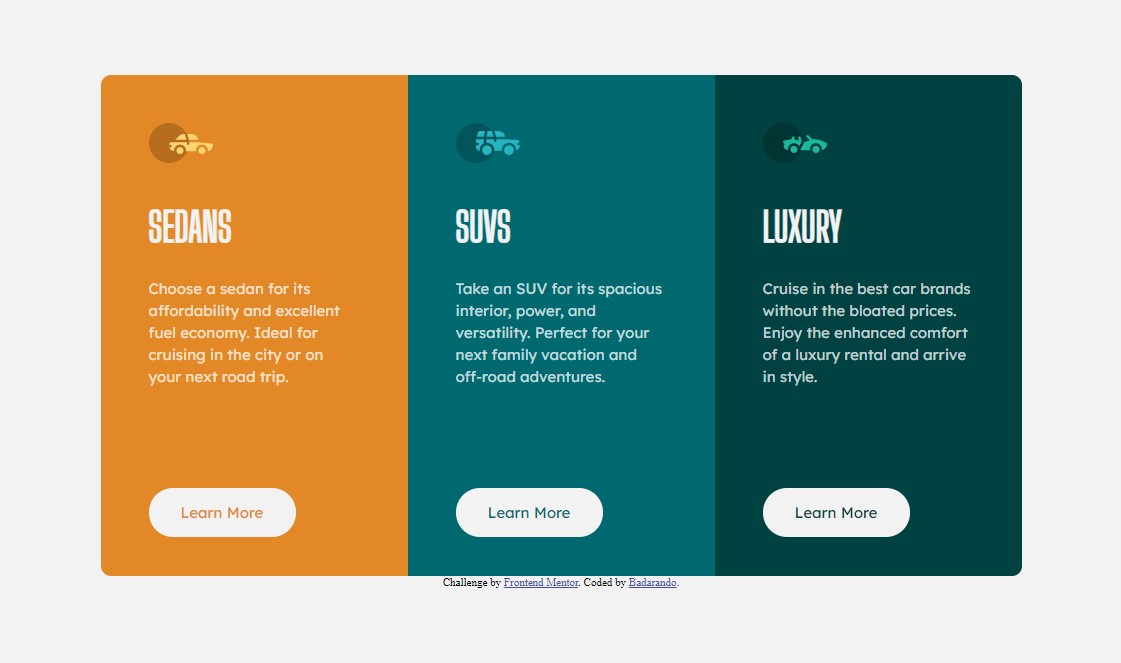 SEDANS
Choose a sedan for its
affordability and excellent
fuel economy. Ideal for
cruising in the city or on
your next road trip.
Learn More
SUVS
Take an SUV for its spacious
interior, power, and
versatility. Perfect for your
next family vacation and
off-road adventures.
Learn More
LUXURY
Cruise in the best car brands
without the bloated prices.
Enjoy the enhanced comfort
of a luxury rental and arrive
in style.
Learn More
Challenge by Frontend Mentor. Coded by Badarando.